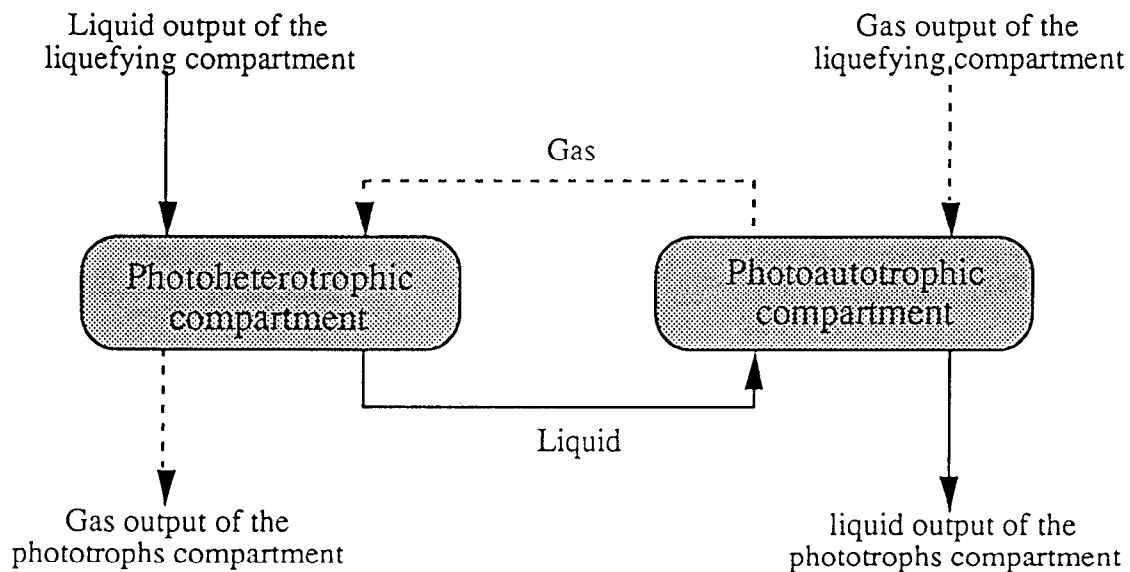 Liquid output of the
liquefying compartment
Gas output of the
liquefying compartment
Gas
Photoheterotrophic
compartment
Photoautotrophic
compartment
Liquid
Gas output of the
phototrophs compartment
liquid output of the
phototrophs compartment